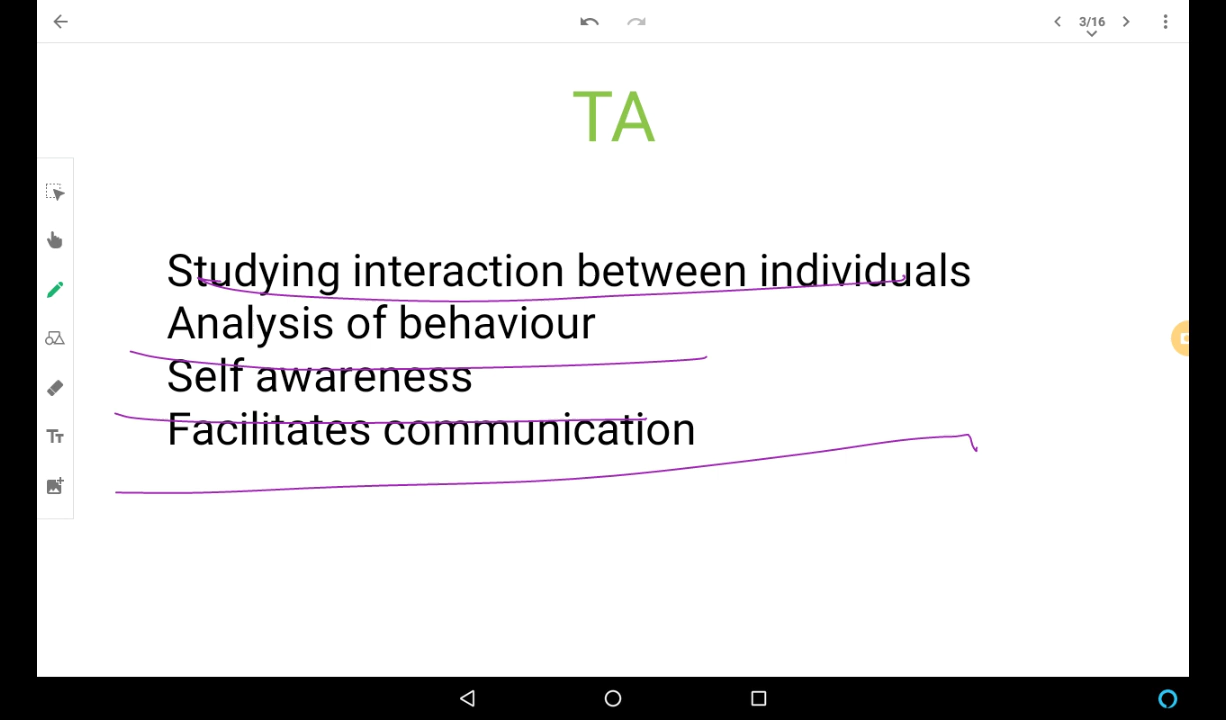 3/16
TA
Studying interaction between individuals
Analysis of behaviour
Self awareness
Facilitates communication